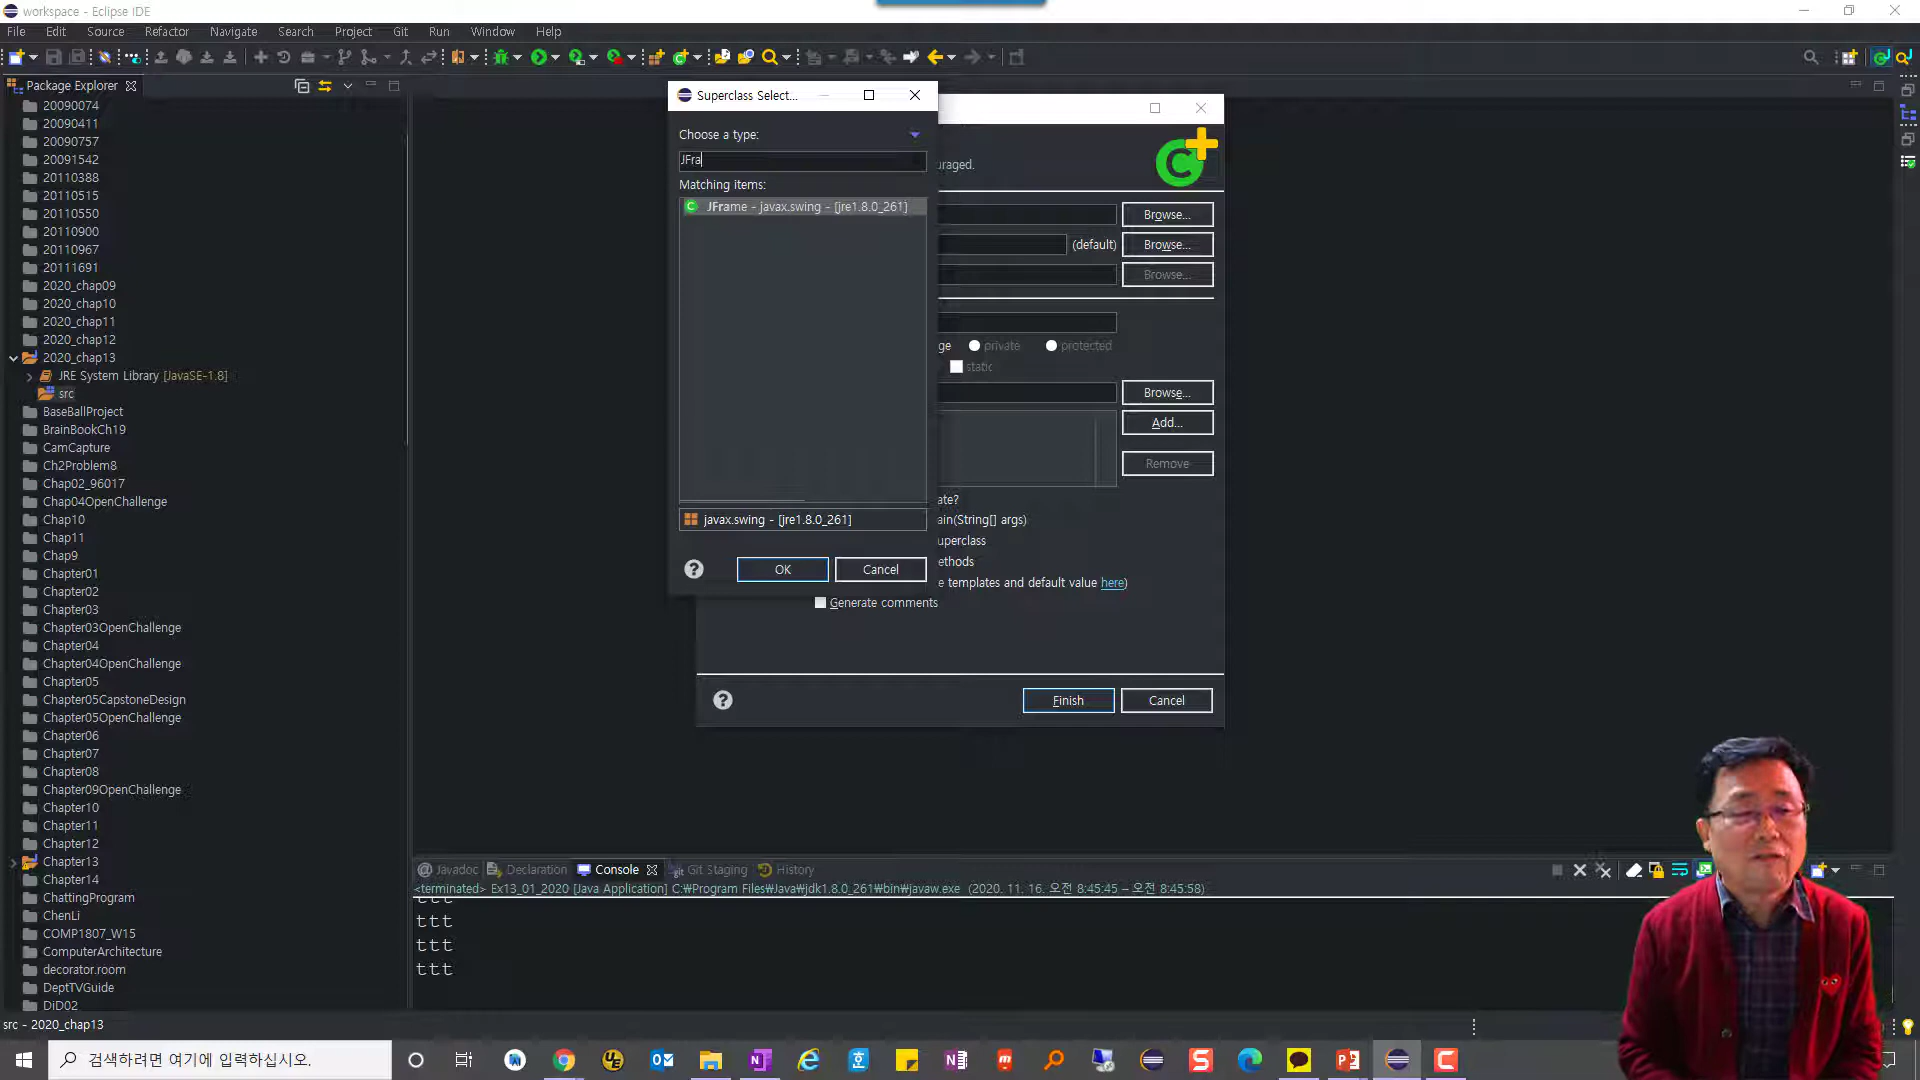 workspace - Eclipse IDE
File Edit Source Refactor Navigate Search Project Git Run Window Help
Package Explorer
20090074
20090411
20090757
20091542
20110388
20110515
20110550
20110900
20110967
20111691
2020_chap09
2020_chap10
2020_chap11
2020_chap12
2020_chap13
JRE System Library [JavaSE-1.8]
src
BaseBallProject
BrainBookCh19
CamCapture
Ch2Problem8
Chap02_96017
Chap04OpenChallenge
Chap10
Chap11
Chap9
Chapter01
Chapter02
Chapter03
Chapter03OpenChallenge
Chapter04
Chapter04OpenChallenge
Chapter05
Chapter05CapstoneDesign
Chapter05OpenChallenge
Chapter06
Chapter07
Chapter08
Chapter09OpenChallenge
Chapter10
Chapter11
Chapter12
Chapter13
Chapter14
ChattingProgram
ChenLi
COMP1807_W15
ComputerArchitecture
decorator.room
DeptTVGuide
DiD02
Superclass Select...
Choose a type:
JFra
Matching items:
JFrame - javax.swing - [jre1.8.0_261]
javax.swing - [jre1.8.0_261]
OK Cancel
uraged.
Browse...
(default) Browse...
Browse...
ge private protected
static
Browse...
Add...
Remove
ate?
ain(String[] args)
uperclass
ethods
e templates and default value here)
Generate comments
Finish Cancel
@ Javadoc Declaration Console Git Staging History
<terminated> Ex13_01_2020 [Java Application] C:₩Program Files₩Java₩jdk1.8.0_261₩bin₩javaw.exe (2020. 11. 16. 오전 8:45:45 – 오전 8:45:58)
ttt
ttt
ttt
ttt
src - 2020_chap13
검색하려면 여기에 입력하십시오.